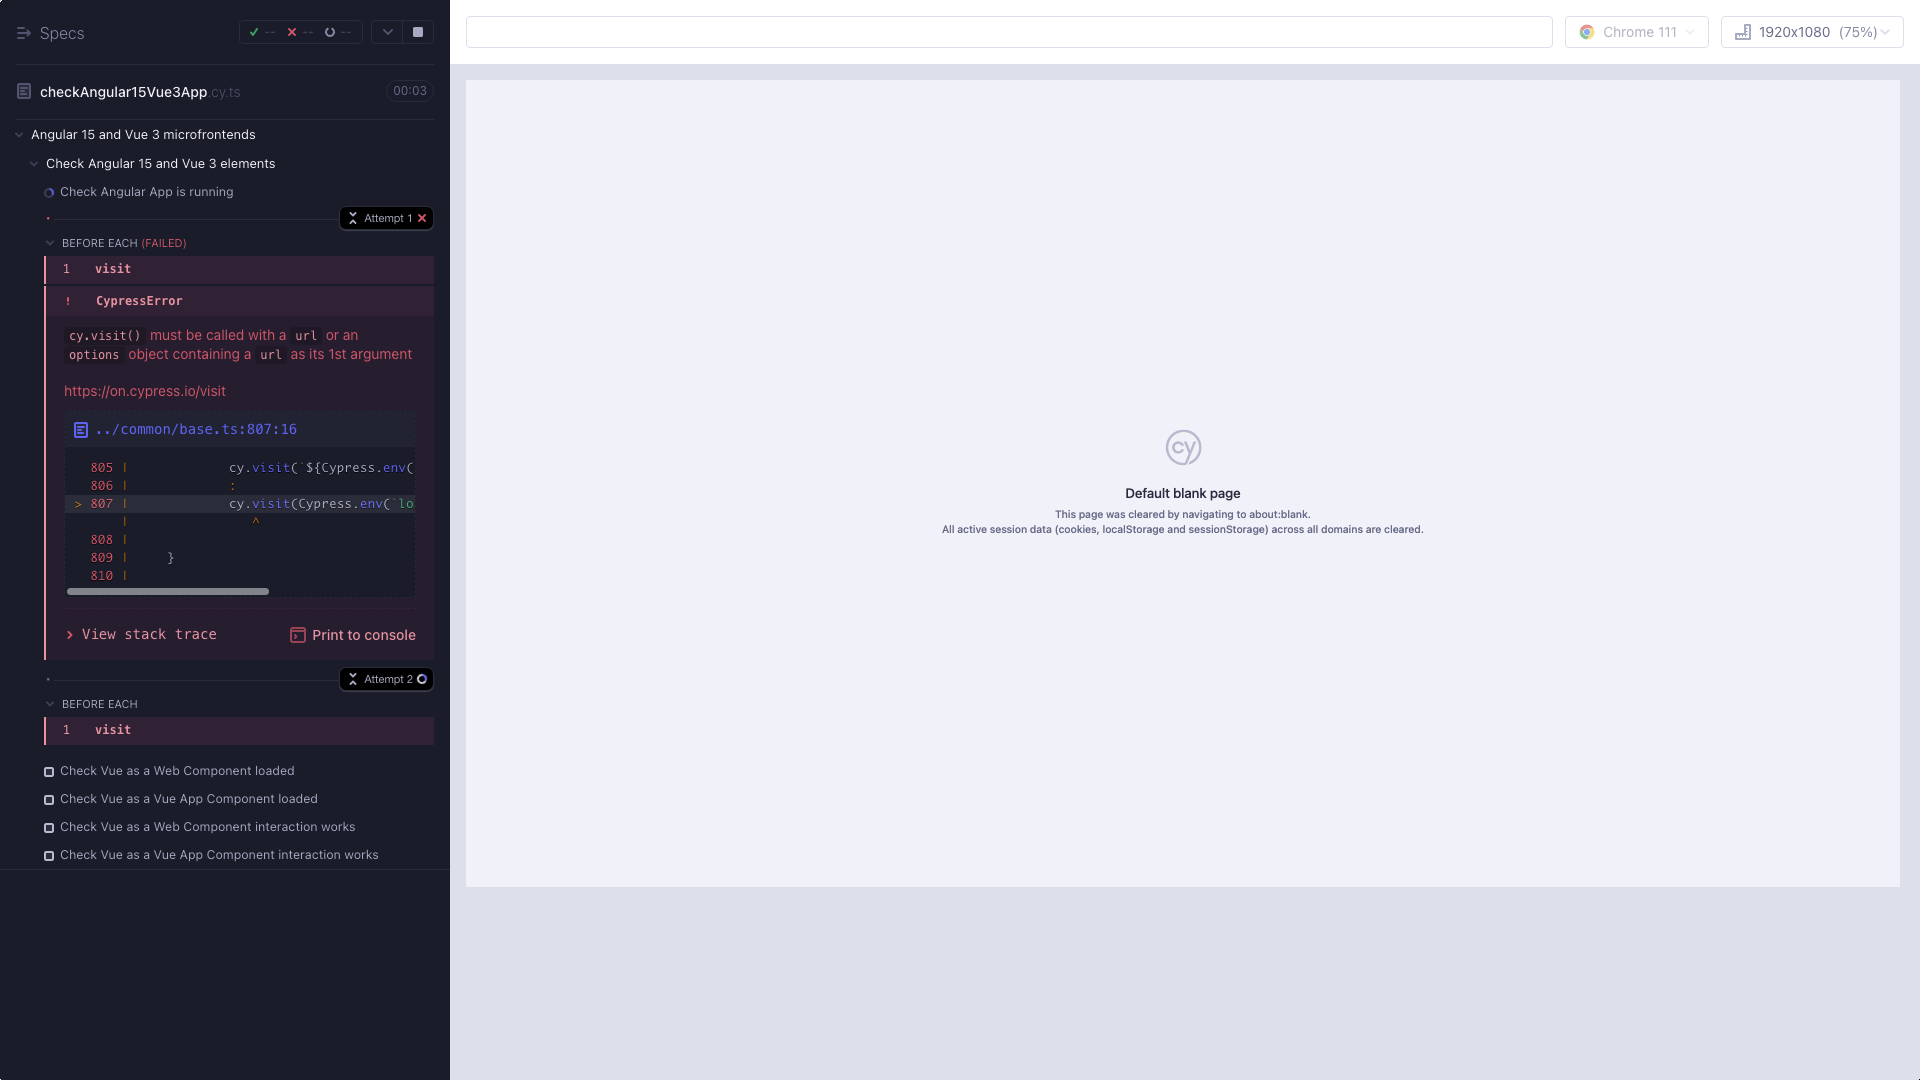 Specs
-- -- --
checkAngular15Vue3App.cy.ts 00:03
Angular 15 and Vue 3 microfrontends
Check Angular 15 and Vue 3 elements
Check Angular App is running
Attempt 1
BEFORE EACH (FAILED)
1 visit
! CypressError
cy.visit() must be called with a url or an
options object containing a url as its 1st argument
https://on.cypress.io/visit
../common/base.ts:807:16
805 | cy.visit(`${Cypress.env(
806 | :
> 807 | cy.visit(Cypress.env(`lo
| ^
808 |
809 | }
810 |
View stack trace Print to console
Attempt 2
BEFORE EACH
1 visit
Check Vue as a Web Component loaded
Check Vue as a Vue App Component loaded
Check Vue as a Web Component interaction works
Check Vue as a Vue App Component interaction works
Chrome 111
1920x1080 (75%)
cy
Default blank page
This page was cleared by navigating to about:blank.
All active session data (cookies, localStorage and sessionStorage) across all domains are cleared.